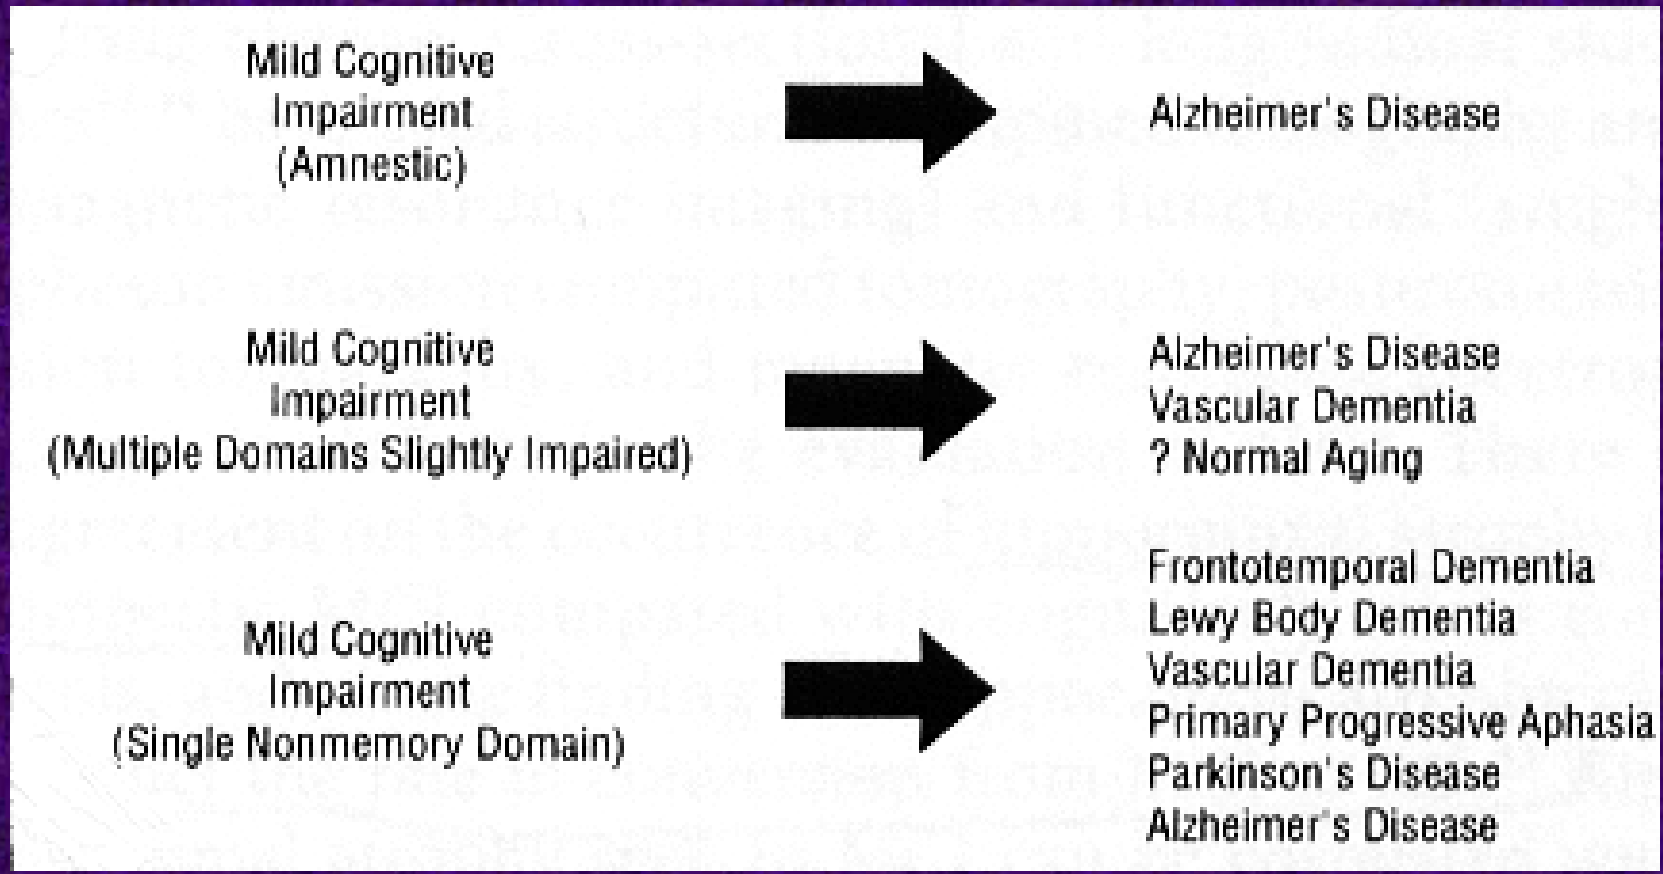 Mild Cognitive
Impairment
(Amnestic)
Alzheimer's Disease
Mild Cognitive
Impairment
(Multiple Domains Slightly Impaired)
Alzheimer's Disease
Vascular Dementia
? Normal Aging
Mild Cognitive
Impairment
(Single Nonmemory Domain)
Frontotemporal Dementia
Lewy Body Dementia
Vascular Dementia
Primary Progressive Aphasia
Parkinson's Disease
Alzheimer's Disease